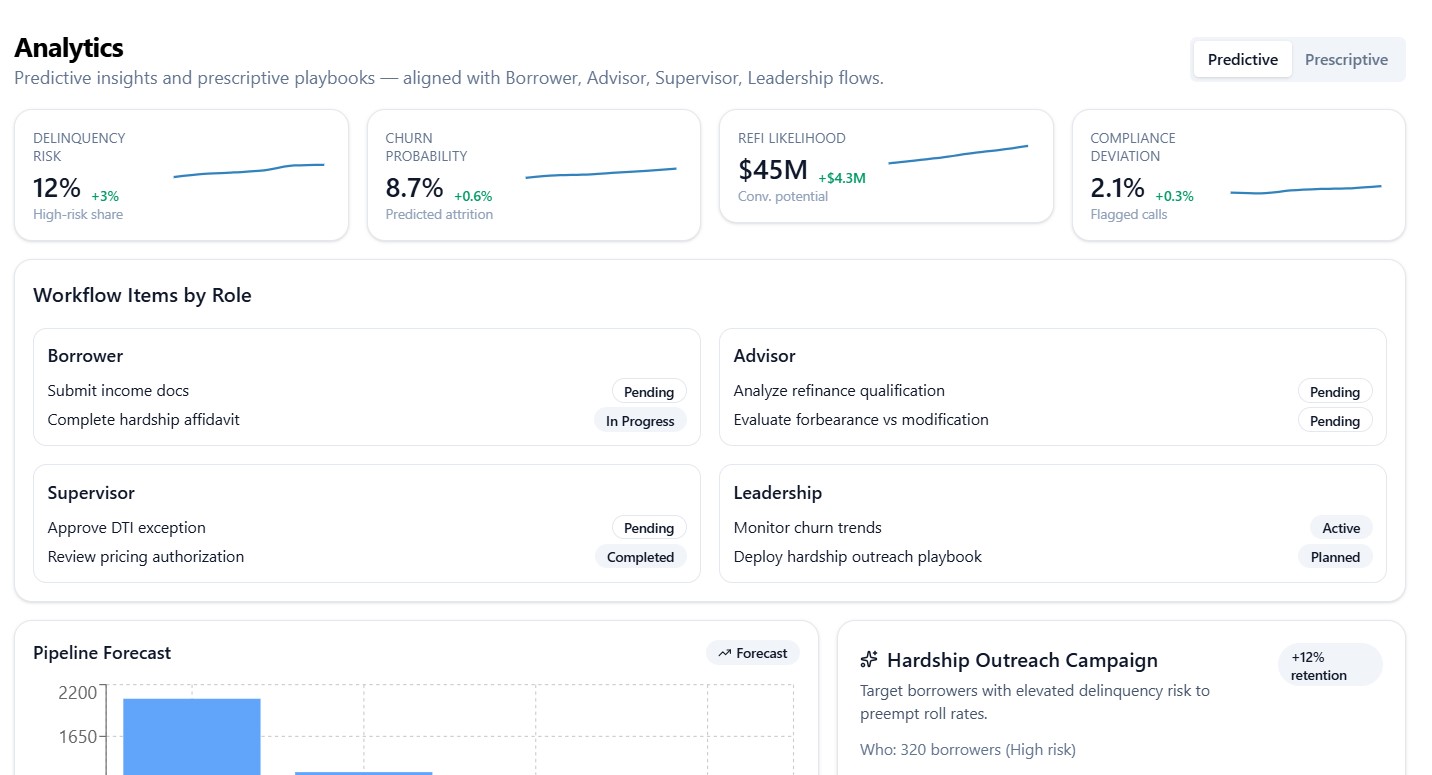 Analytics
Predictive insights and prescriptive playbooks — aligned with Borrower, Advisor, Supervisor, Leadership flows.
Predictive
Prescriptive
DELINQUENCY
RISK
12% +3%
High-risk share
CHURN
PROBABILITY
8.7% +0.6%
Predicted attrition
REFI LIKELIHOOD
$45M +$4.3M
Conv. potential
COMPLIANCE
DEVIATION
2.1% +0.3%
Flagged calls
Workflow Items by Role
Borrower
Submit income docs Pending
Complete hardship affidavit In Progress
Advisor
Analyze refinance qualification Pending
Evaluate forbearance vs modification Pending
Supervisor
Approve DTI exception Pending
Review pricing authorization Completed
Leadership
Monitor churn trends Active
Deploy hardship outreach playbook Planned
Pipeline Forecast
Forecast
2200
1650
Hardship Outreach Campaign
+12%
retention
Target borrowers with elevated delinquency risk to
preempt roll rates.
Who: 320 borrowers (High risk)